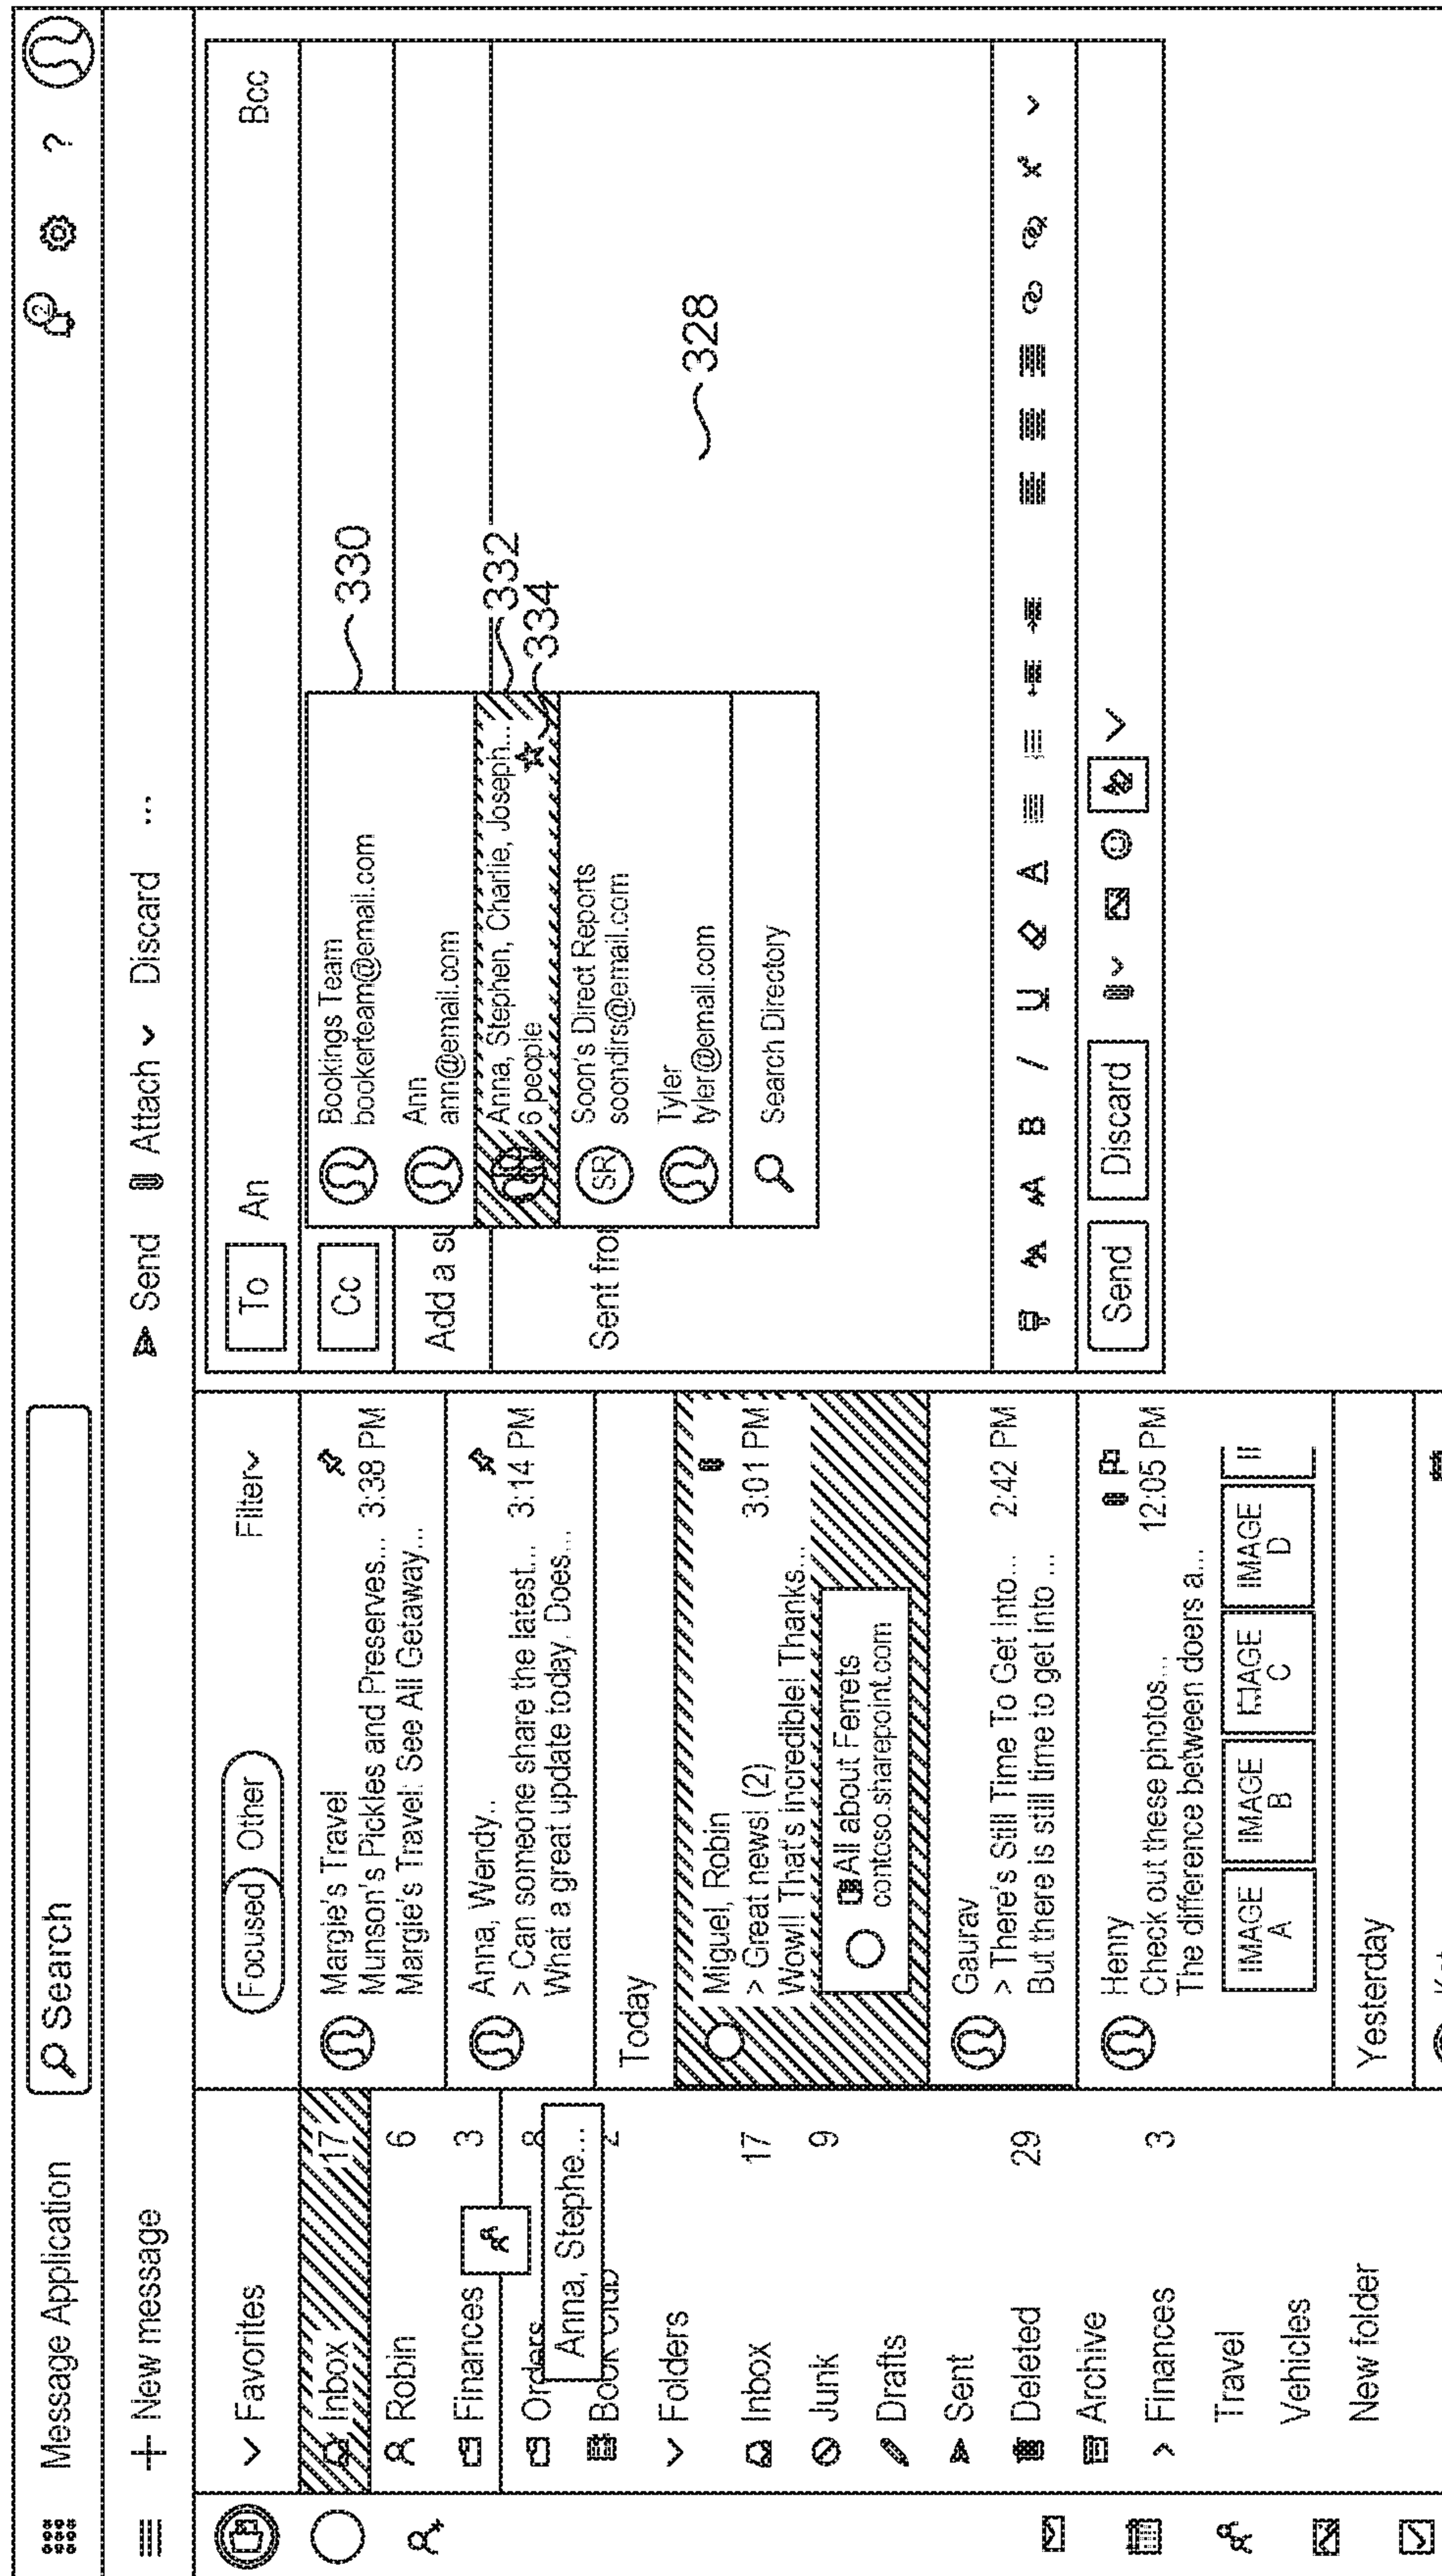 Message Application
Search
2
?
+ New message
Send
Attach
Discard
...
Favorites
Inbox 17
Robin 6
Finances 3
Orders 8
Anna, Stephe...
Book Club 2
Folders
Inbox 17
Junk 9
Drafts
Sent
Deleted 29
Archive
Finances 3
Travel
Vehicles
New folder
Focused Other
Filter
Margie's Travel
Munson's Pickles and Preserves... 3:38 PM
Margie's Travel: See All Getaway...
Anna, Wendy..
> Can someone share the latest... 3:14 PM
What a great update today. Does...
Today
Miguel, Robin
> Great news! (2) 3:01 PM
Wow!! That's incredible! Thanks...
All about Ferrets
contoso.sharepoint.com
Gaurav
> There's Still Time To Get Into... 2:42 PM
But there is still time to get into ...
Henry
Check out these photos... 12:05 PM
The difference between doers a...
IMAGE A
IMAGE B
IMAGE C
IMAGE D
Yesterday
To An Bcc
Cc
Add a su
Sent fro
Bookings Team
bookerteam@email.com
Ann
ann@email.com
Anna, Stephen, Charlie, Joseph...
6 people
SR
Soon's Direct Reports
soondirs@email.com
Tyler
tyler@email.com
Search Directory
330
332
334
328
AA B / U A x²
Send Discard